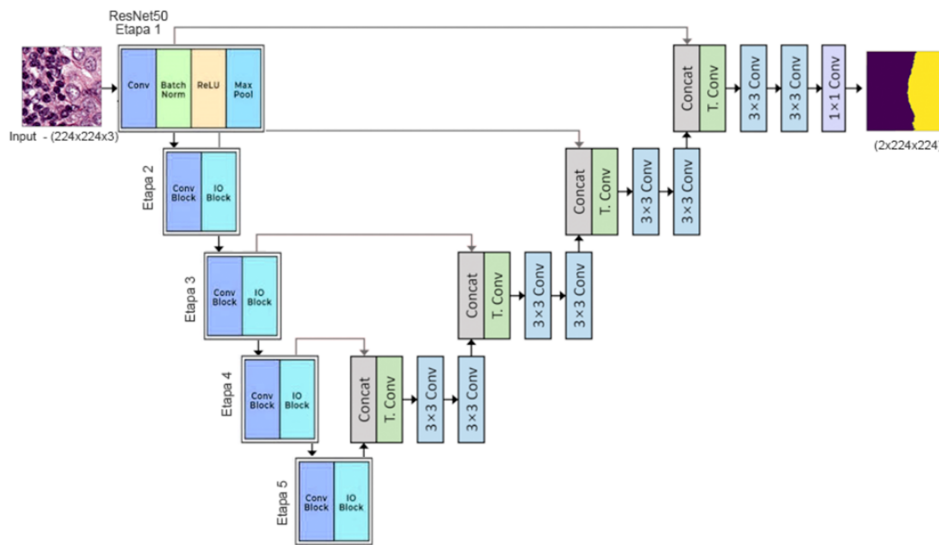 ResNet50
Etapa 1
Conv
Batch Norm
ReLU
Max Pool
Input - (224x224x3)
Concat
T. Conv
3×3 Conv
3×3 Conv
1×1 Conv
(2x224x224)
Etapa 2
Conv Block
IO Block
Concat
T. Conv
3×3 Conv
3×3 Conv
Etapa 3
Conv Block
IO Block
Concat
T. Conv
3×3 Conv
3×3 Conv
Etapa 4
Conv Block
IO Block
Concat
T. Conv
3×3 Conv
3×3 Conv
Etapa 5
Conv Block
IO Block